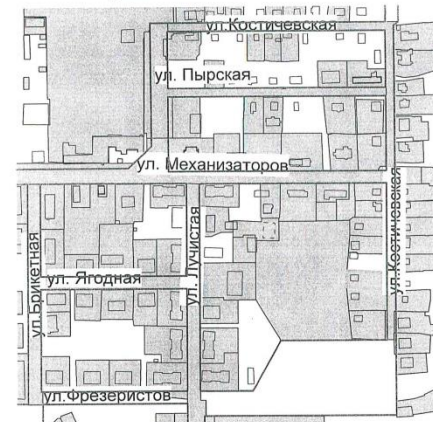 ул.Костичевская
ул. Пырская
ул. Механизаторов
ул.Брикетная
ул. Лучистая
ул.Костичевская
ул. Ягодная
ул.Фрезеристов